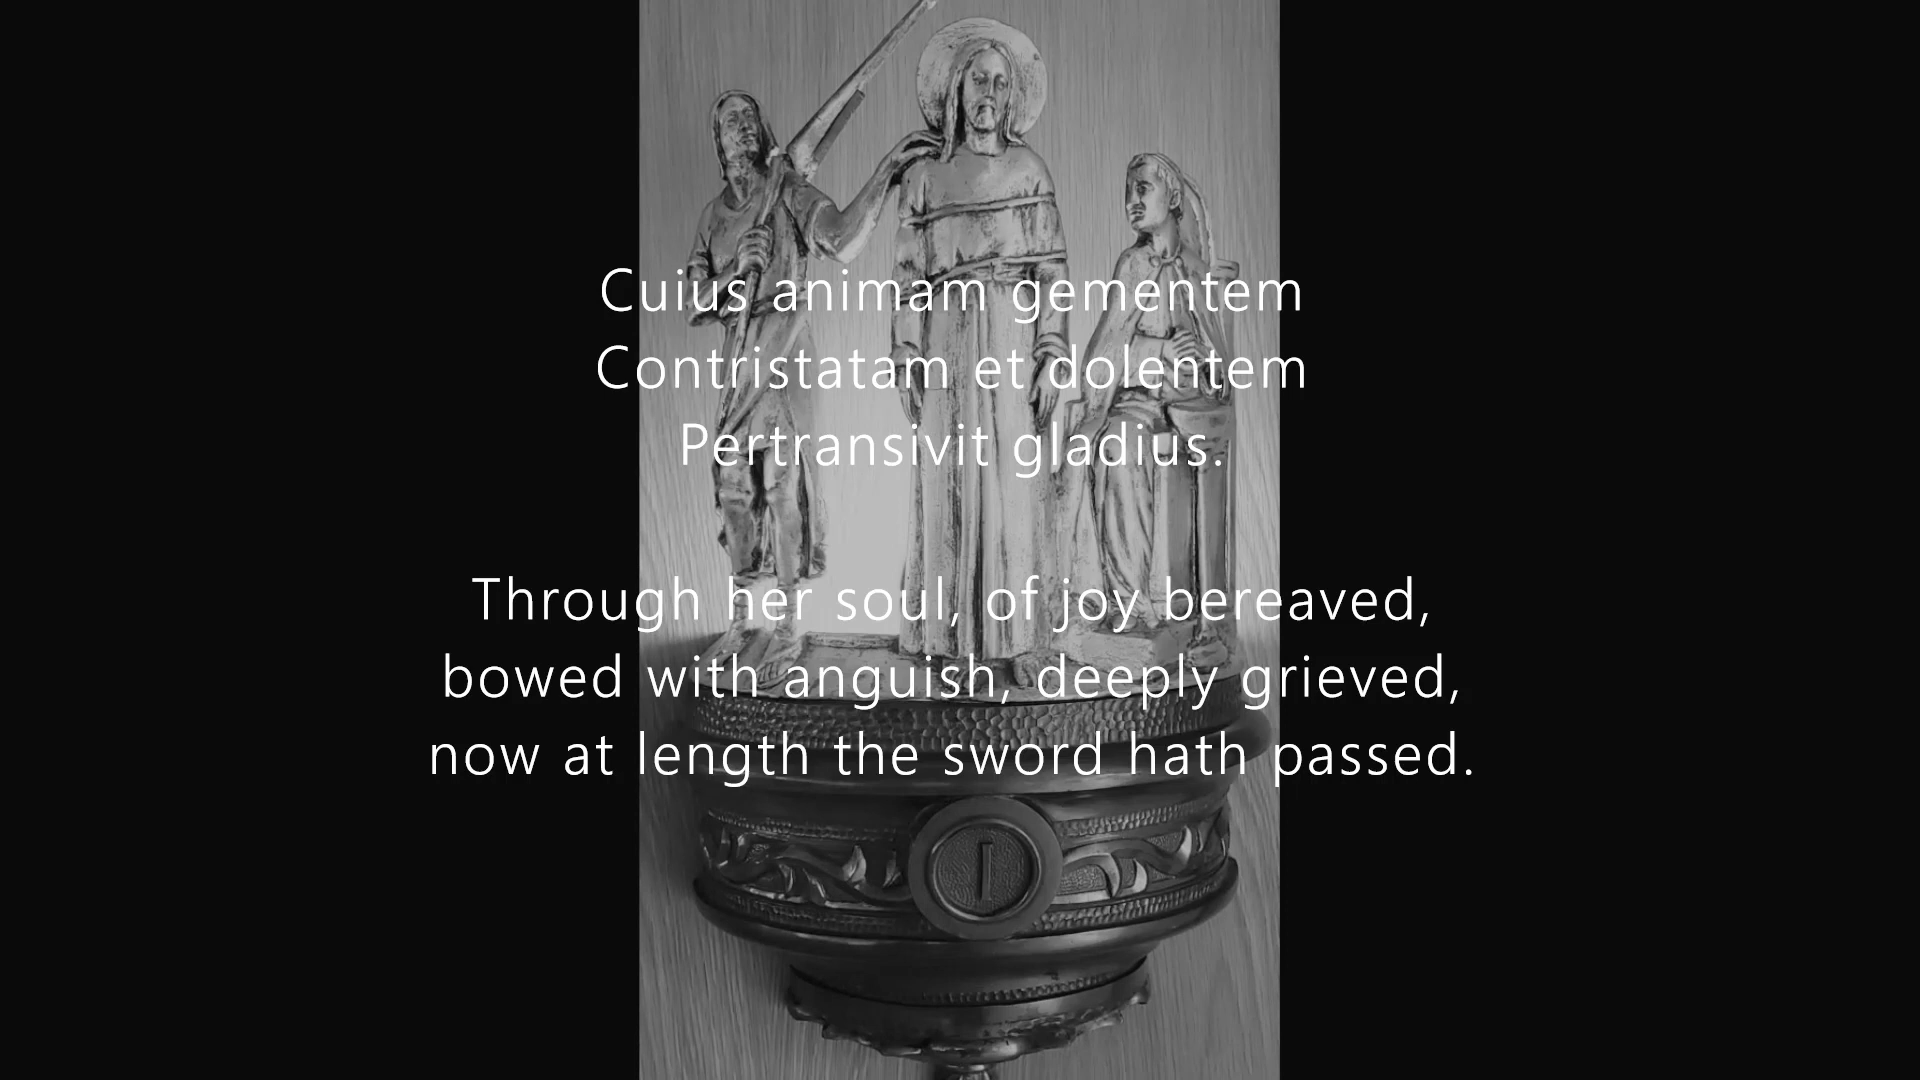 Cuius animam gementem
Contristatam et dolentem
Pertransivit gladius.
Through her soul, of joy bereaved,
bowed with anguish, deeply grieved,
now at length the sword hath passed.
I